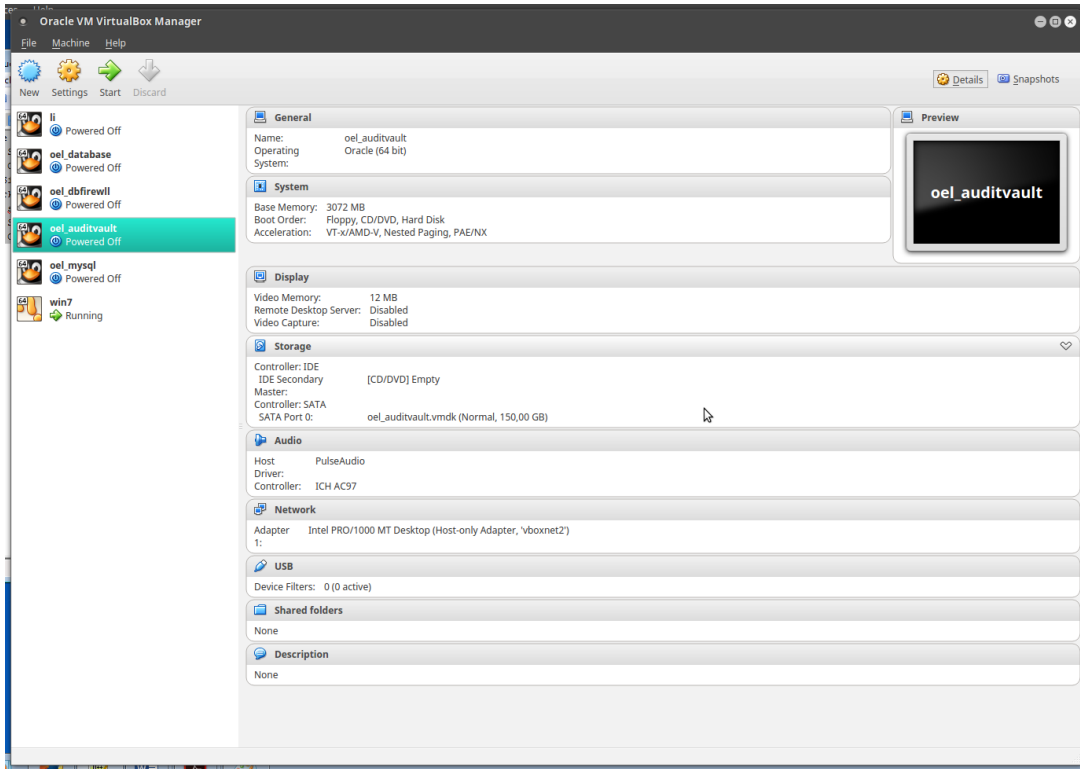 Oracle VM VirtualBox Manager
File Machine Help
New Settings Start Discard
Details Snapshots
64 li
Powered Off
64 oel_database
Powered Off
64 oel_dbfirewll
Powered Off
64 oel_auditvault
Powered Off
64 oel_mysql
Powered Off
64 win7
Running
General
Name: oel_auditvault
Operating Oracle (64 bit)
System:
System
Base Memory: 3072 MB
Boot Order: Floppy, CD/DVD, Hard Disk
Acceleration: VT-x/AMD-V, Nested Paging, PAE/NX
Preview
oel_auditvault
Display
Video Memory: 12 MB
Remote Desktop Server: Disabled
Video Capture: Disabled
Storage
Controller: IDE
IDE Secondary [CD/DVD] Empty
Master:
Controller: SATA
SATA Port 0: oel_auditvault.vmdk (Normal, 150,00 GB)
Audio
Host PulseAudio
Driver:
Controller: ICH AC97
Network
Adapter Intel PRO/1000 MT Desktop (Host-only Adapter, 'vboxnet2')
1:
USB
Device Filters: 0 (0 active)
Shared folders
None
Description
None